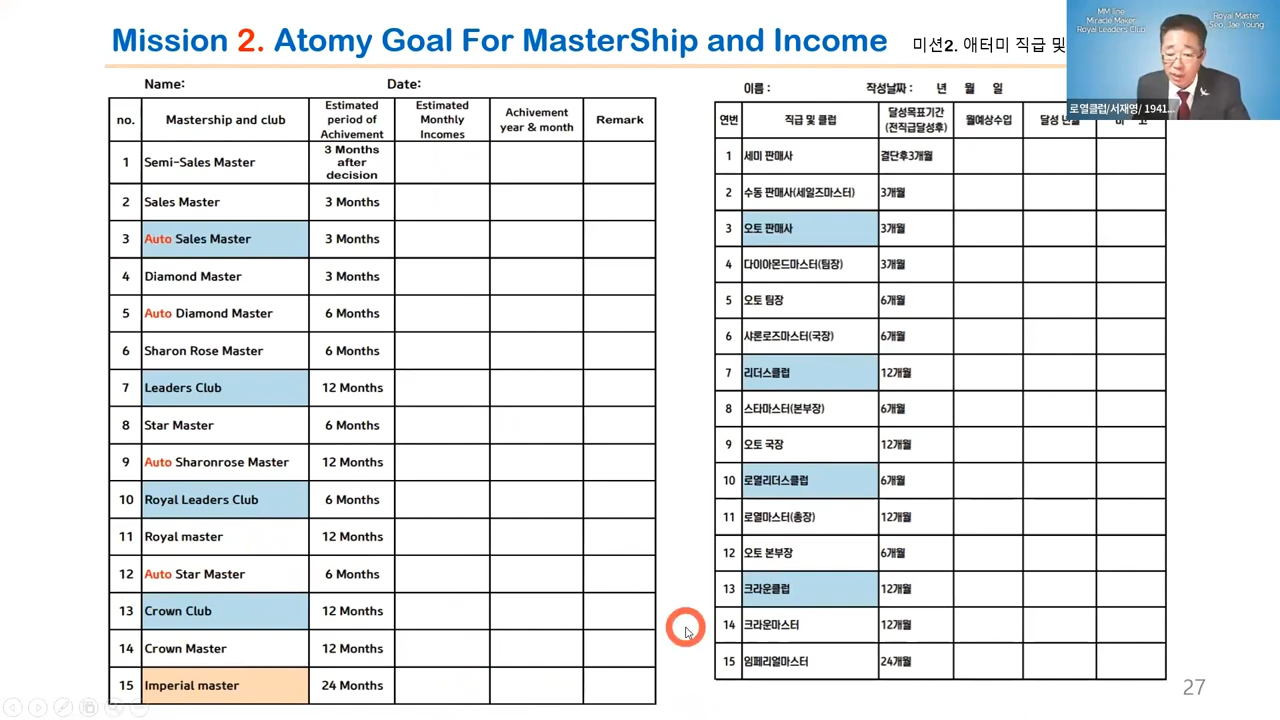 Mission 2. Atomy Goal For MasterShip and Income
미션2. 애터미 직급 및
MM line
Miracle Maker
Royal Leaders Club
Royal Master
Seo, Jae Young
로열클럽/서재영/ 1941...
Name: Date:
no. Mastership and club Estimated period of Achivement Estimated Monthly Incomes Achivement year & month Remark
1 Semi-Sales Master 3 Months after decision
2 Sales Master 3 Months
3 Auto Sales Master 3 Months
4 Diamond Master 3 Months
5 Auto Diamond Master 6 Months
6 Sharon Rose Master 6 Months
7 Leaders Club 12 Months
8 Star Master 6 Months
9 Auto Sharonrose Master 12 Months
10 Royal Leaders Club 6 Months
11 Royal master 12 Months
12 Auto Star Master 6 Months
13 Crown Club 12 Months
14 Crown Master 12 Months
15 Imperial master 24 Months
이름 : 작성날짜 : 년 월 일
연번 직급 및 클럽 달성목표기간 (전직급달성후) 월예상수입 달성
1 세미 판매사 결단후3개월
2 수동 판매사(세일즈마스터) 3개월
3 오토 판매사 3개월
4 다이아몬드마스터(팀장) 3개월
5 오토 팀장 6개월
6 샤론로즈마스터(국장) 6개월
7 리더스클럽 12개월
8 스타마스터(본부장) 6개월
9 오토 국장 12개월
10 로열리더스클럽 6개월
11 로열마스터(총장) 12개월
12 오토 본부장 6개월
13 크라운클럽 12개월
14 크라운마스터 12개월
15 임페리얼마스터 24개월
27